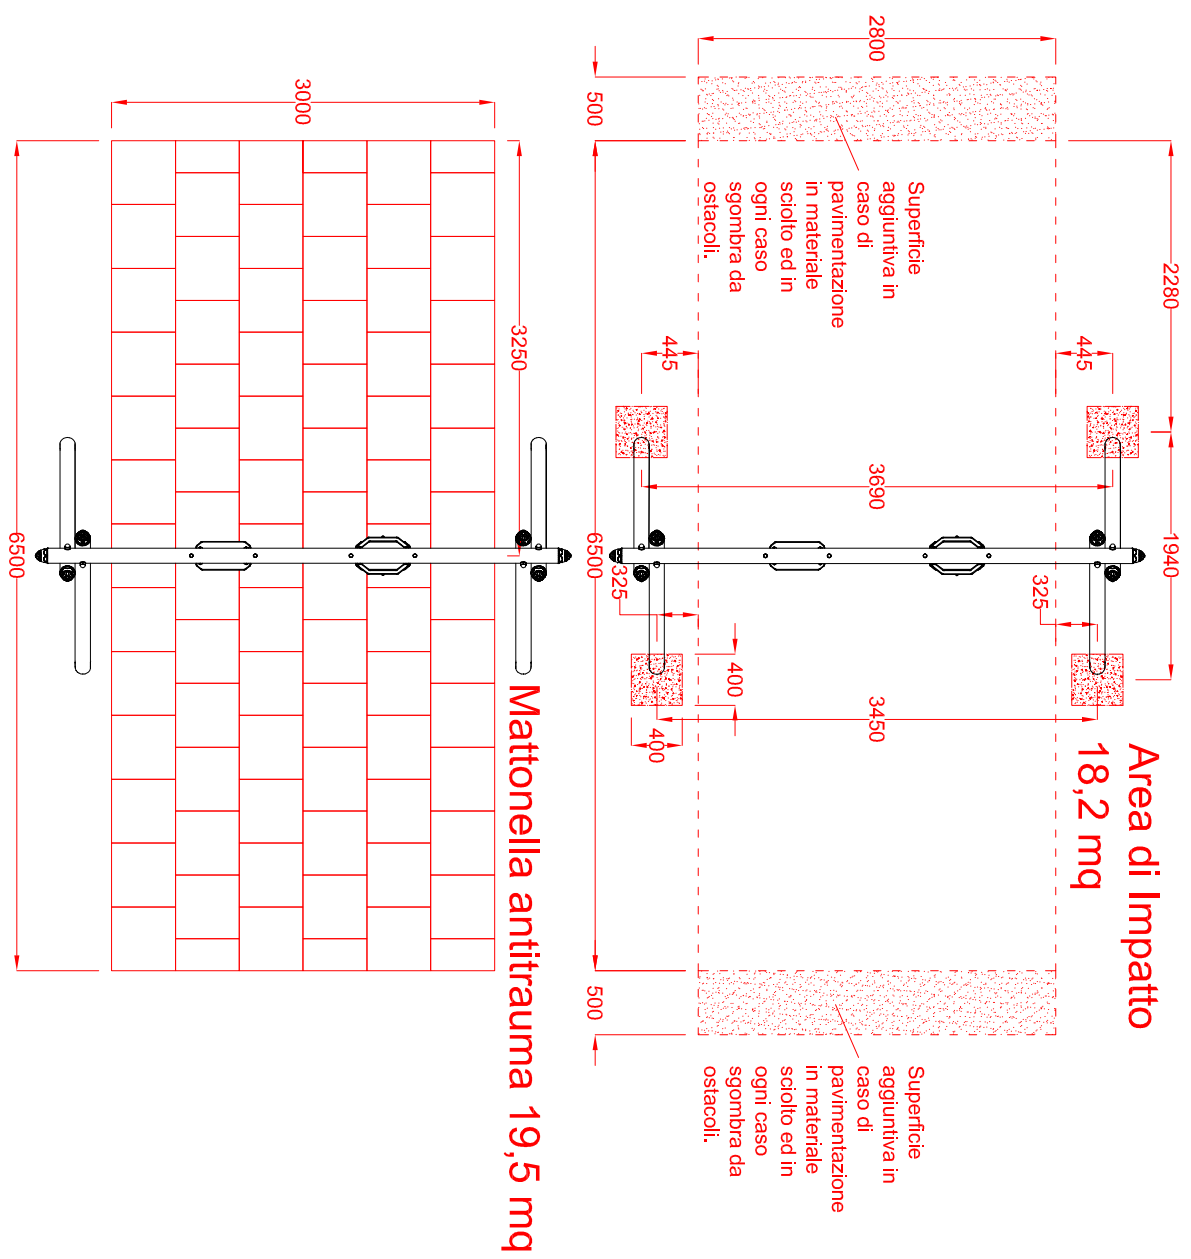 2800
500
2280
Superficie
aggiuntiva in
caso di
pavimentazione
in materiale
sciolto ed in
ogni caso
sgombra da
ostacoli.
445
445
3690
1940
6500
325
325
400
400
3450
Area di Impatto
18,2 mq
500
Superficie
aggiuntiva in
caso di
pavimentazione
in materiale
sciolto ed in
ogni caso
sgombra da
ostacoli.
3000
3250
6500
Mattonella antitrauma 19,5 mq